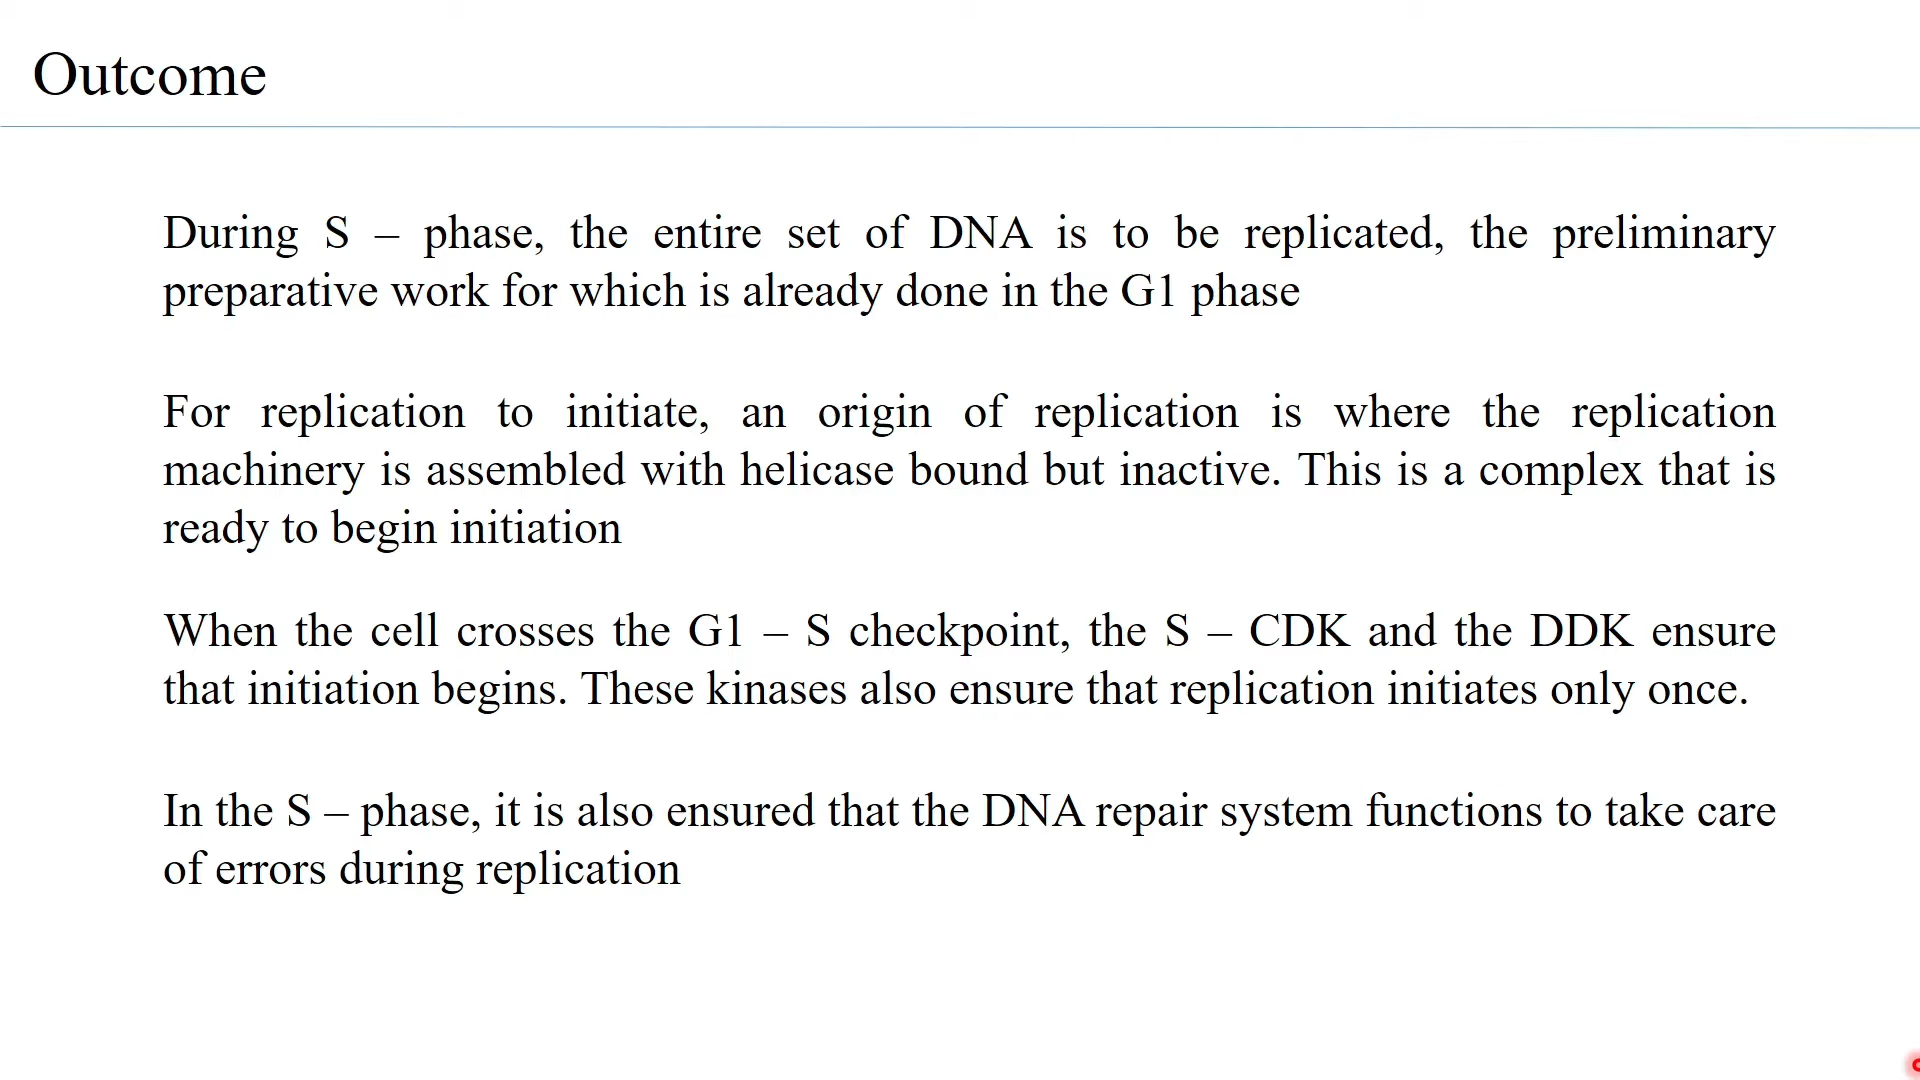 Outcome
During S – phase, the entire set of DNA is to be replicated, the preliminary
preparative work for which is already done in the G1 phase
For replication to initiate, an origin of replication is where the replication
machinery is assembled with helicase bound but inactive. This is a complex that is
ready to begin initiation
When the cell crosses the G1 – S checkpoint, the S – CDK and the DDK ensure
that initiation begins. These kinases also ensure that replication initiates only once.
In the S – phase, it is also ensured that the DNA repair system functions to take care
of errors during replication